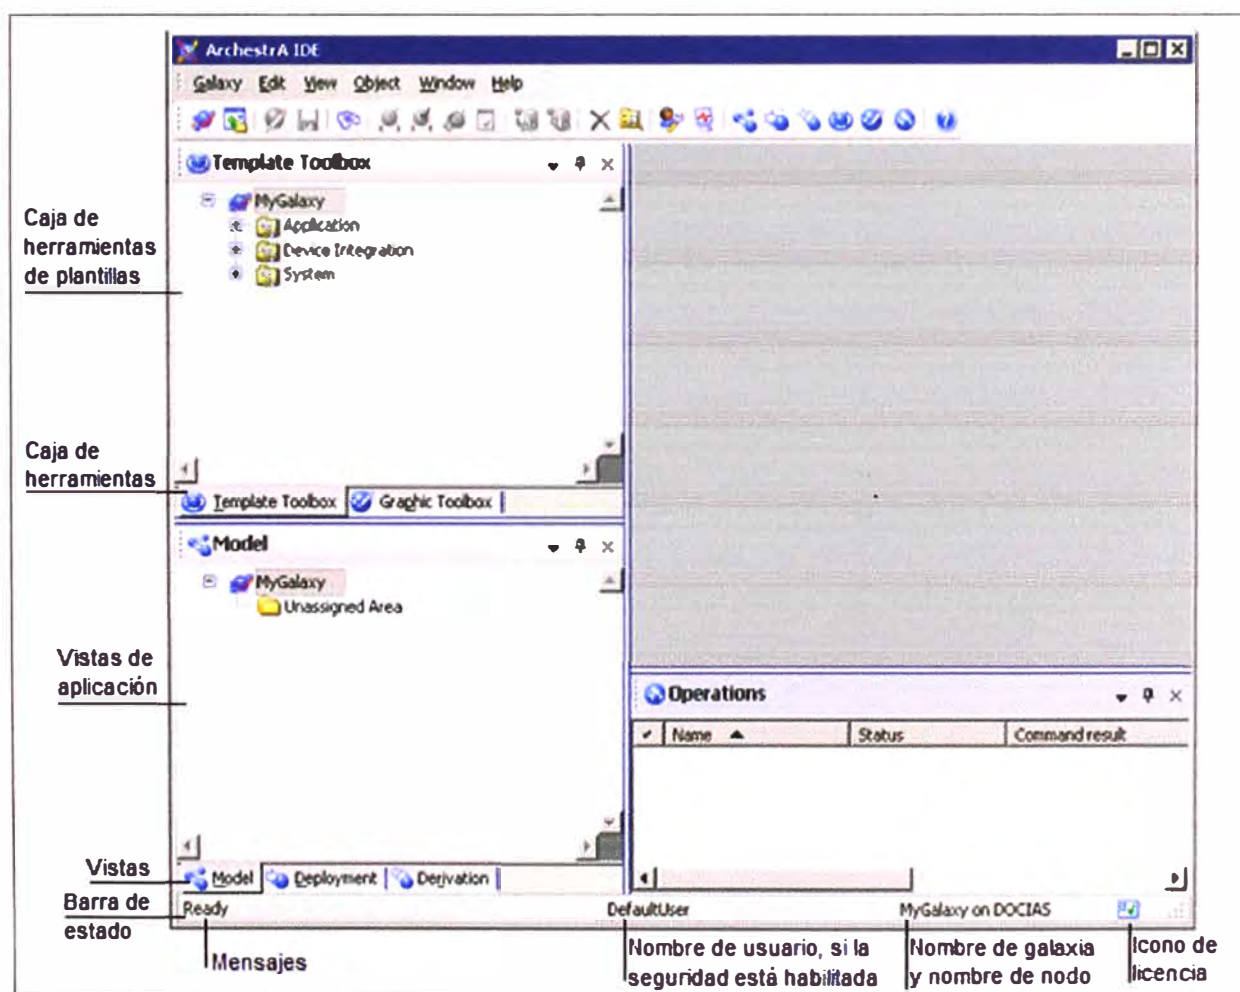 ArchestrA IDE
Galaxy Edit View Object Window Help
Template Toolbox
MyGalaxy
Application
Device Integration
System
Caja de
herramientas
de plantillas
Caja de
herramientas
Template Toolbox
Graphic Toolbox
Model
MyGalaxy
Unassigned Area
Vistas de
aplicación
Operations
Name
Status
Command result
Vistas
Model
Deployment
Derivation
Barra de
estado
Ready
DefaultUser
MyGalaxy on DOCIAS
Mensajes
Nombre de usuario, si la
seguridad está habilitada
Nombre de galaxia
y nombre de nodo
Icono de
licencia